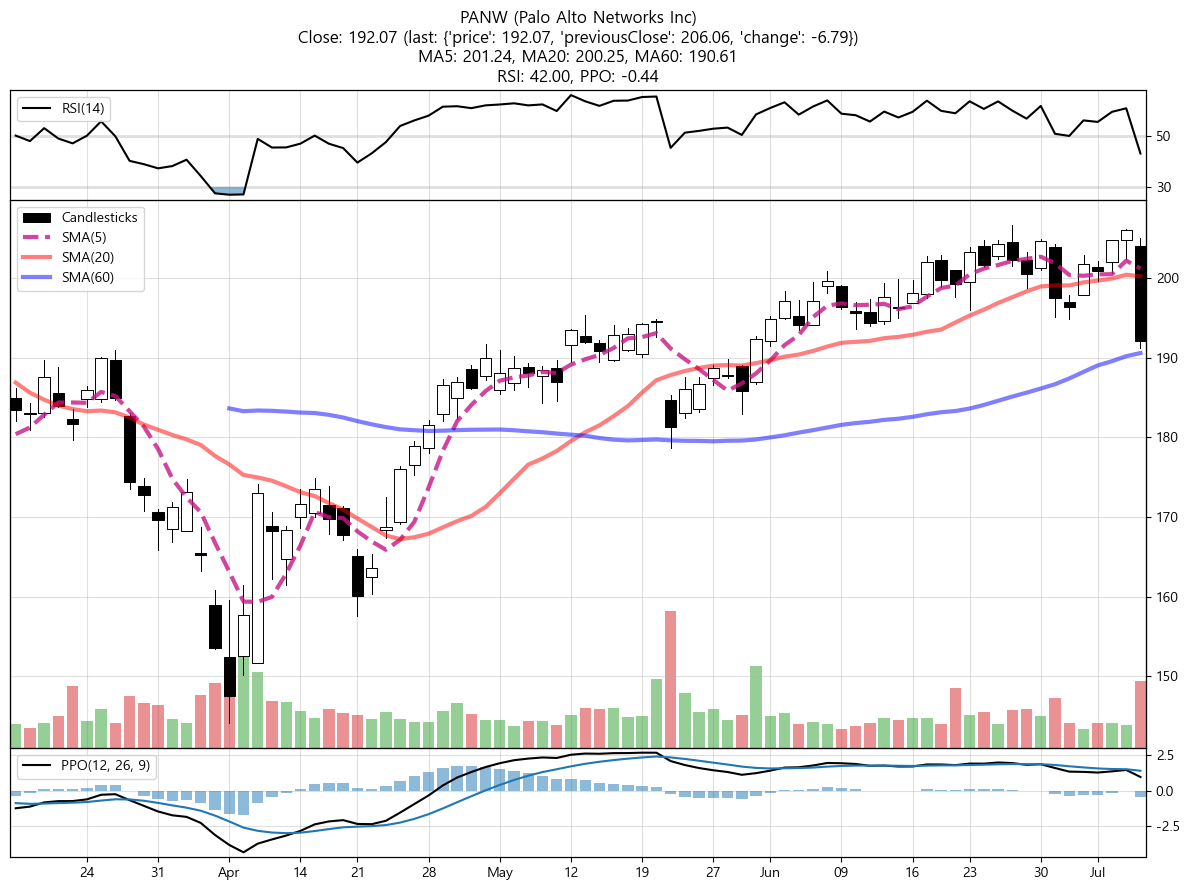 PANW (Palo Alto Networks Inc)
Close: 192.07 (last: {'price': 192.07, 'previousClose': 206.06, 'change': -6.79})
MA5: 201.24, MA20: 200.25, MA60: 190.61
RSI: 42.00, PPO: -0.44
RSI(14)
50
30
Candlesticks
SMA(5)
SMA(20)
SMA(60)
200
190
180
170
160
150
PPO(12, 26, 9)
2.5
0.0
-2.5
24 31 Apr 14 21 28 May 12 19 27 Jun 09 16 23 30 Jul